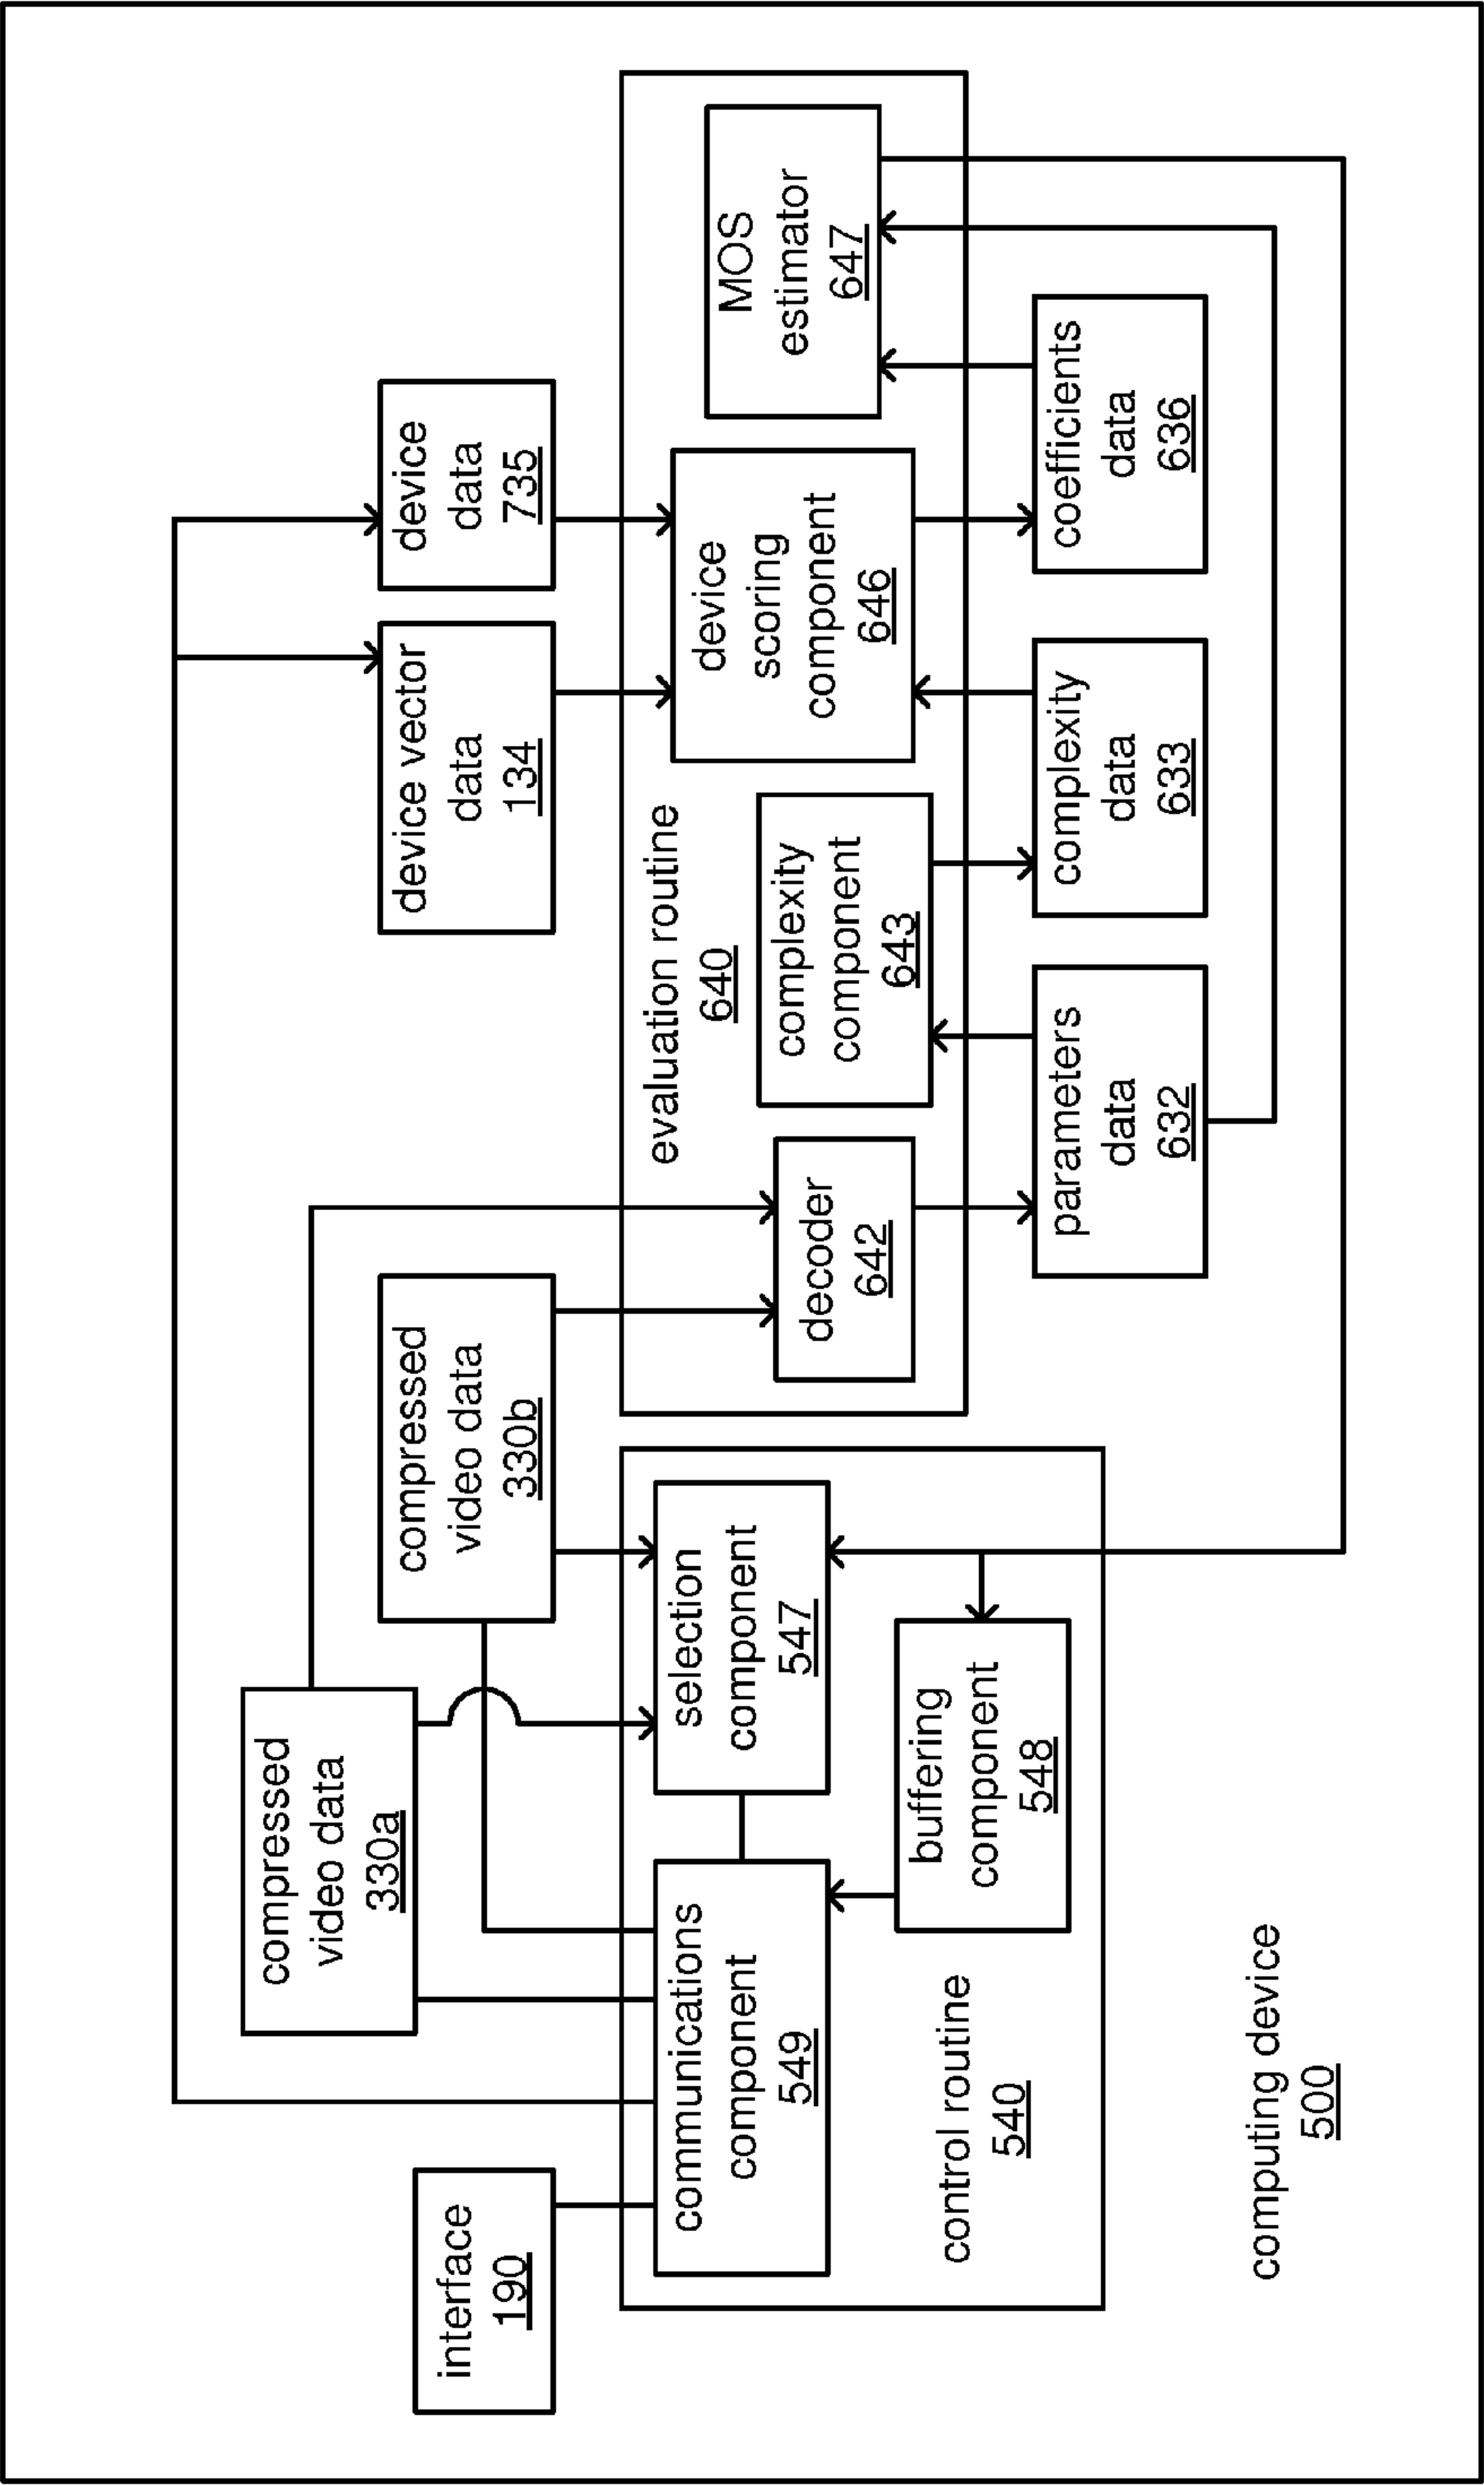 interface
190
compressed
video data
330a
compressed
video data
330b
device vector
data
134
device
data
735
communications
component
549
selection
component
547
buffering
component
548
control routine
540
evaluation routine
640
decoder
642
complexity
component
643
device
scoring
component
646
MOS
estimator
647
parameters
data
632
complexity
data
633
coefficients
data
636
computing device
500